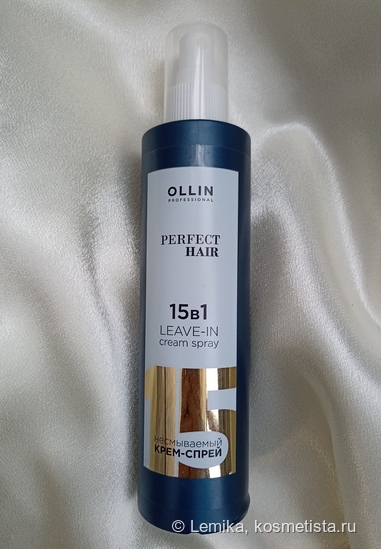 OLLIN
PROFESSIONAL
PERFECT
HAIR
15в1
LEAVE-IN
cream spray
15
несмываемый
КРЕМ-СПРЕЙ
© Lemika, kosmetista.ru